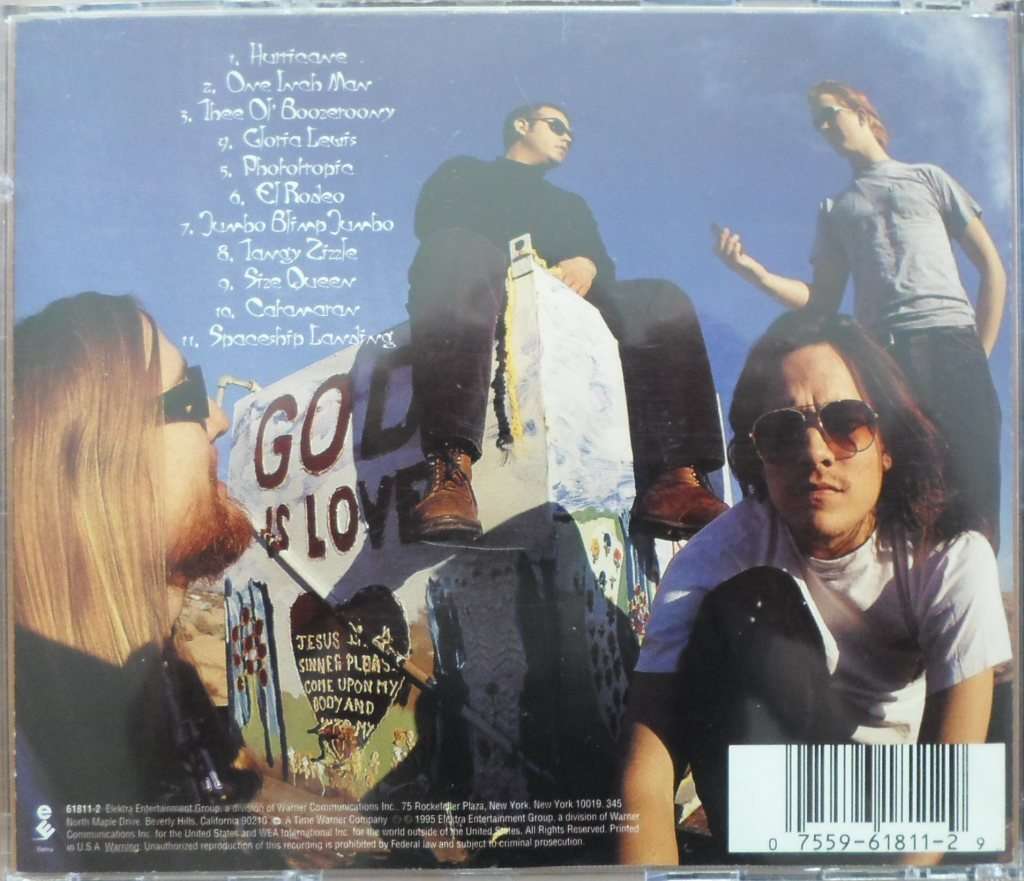 1. Hurricane
2. One Inch Man
3. Thee Ol' Boozeroony
4. Gloria Lewis
5. Phototropic
6. El Rodeo
7. Jumbo Blimp Jumbo
8. Tangy Zizzle
9. Size Queen
10. Catamaran
11. Spaceship Landing
GOD
IS LOVE
JESUS
SINNER PLEAS
COME UPON MY
BODY AND
MY
61811-2 Elektra Entertainment Group, a division of Warner Communications Inc. 75 Rockefeller Plaza, New York, New York 10019. 345
North Maple Drive, Beverly Hills, California 90210. A Time Warner Company ℗ © 1995 Elektra Entertainment Group, a division of Warner
Communications Inc. for the United States and WEA International Inc. for the world outside of the United States. All Rights Reserved. Printed
in U.S.A. Warning: Unauthorized reproduction of this recording is prohibited by Federal law and subject to criminal prosecution.
elektra
0 7559-61811-2 9